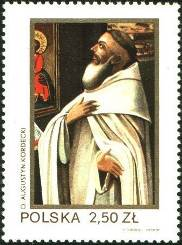 O. AUGUSTYN KORDECKI
POLSKA 2,50 ZŁ